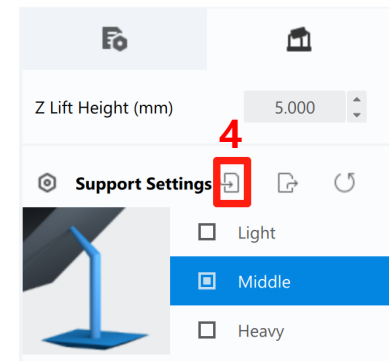 Z Lift Height (mm) 5.000
4
Support Settings
Light
Middle
Heavy